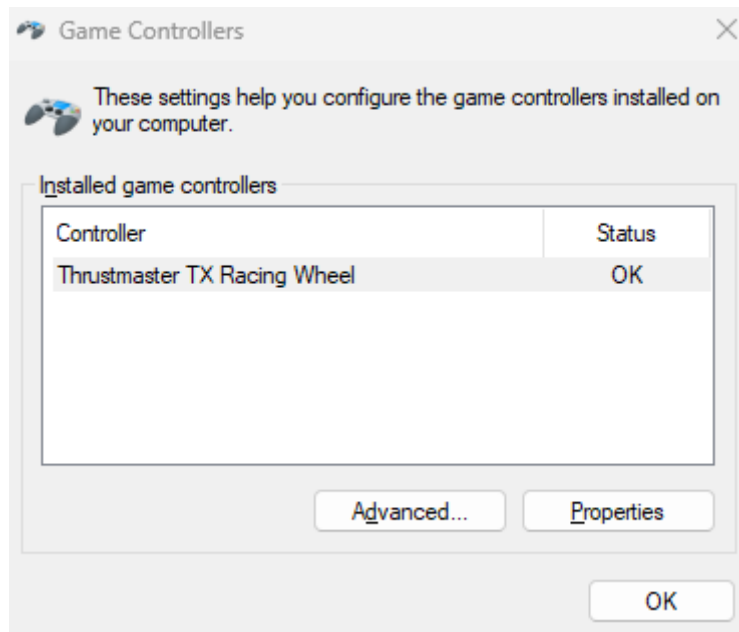 Game Controllers
These settings help you configure the game controllers installed on
your computer.
Installed game controllers
Controller Status
Thrustmaster TX Racing Wheel OK
Advanced... Properties
OK